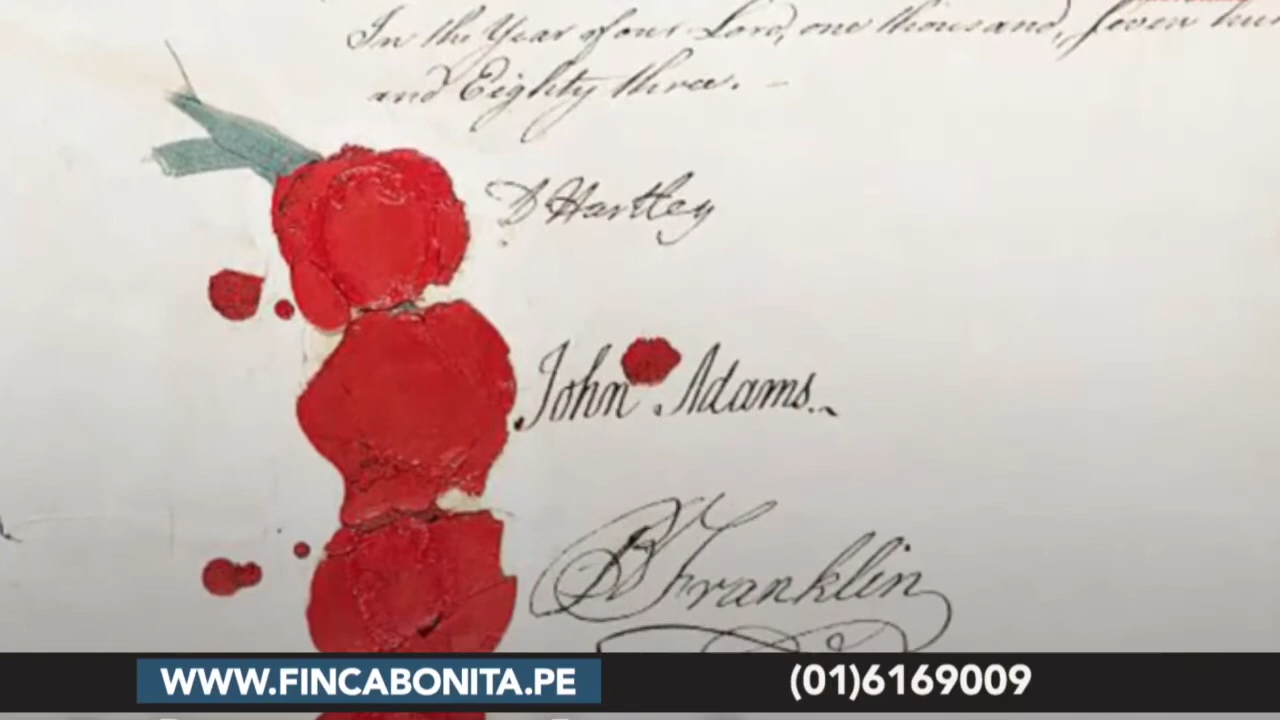 In the Year of our Lord, one thousand, seven
and Eighty three.
D Hartley
John Adams.
B Franklin
WWW.FINCABONITA.PE
(01)6169009